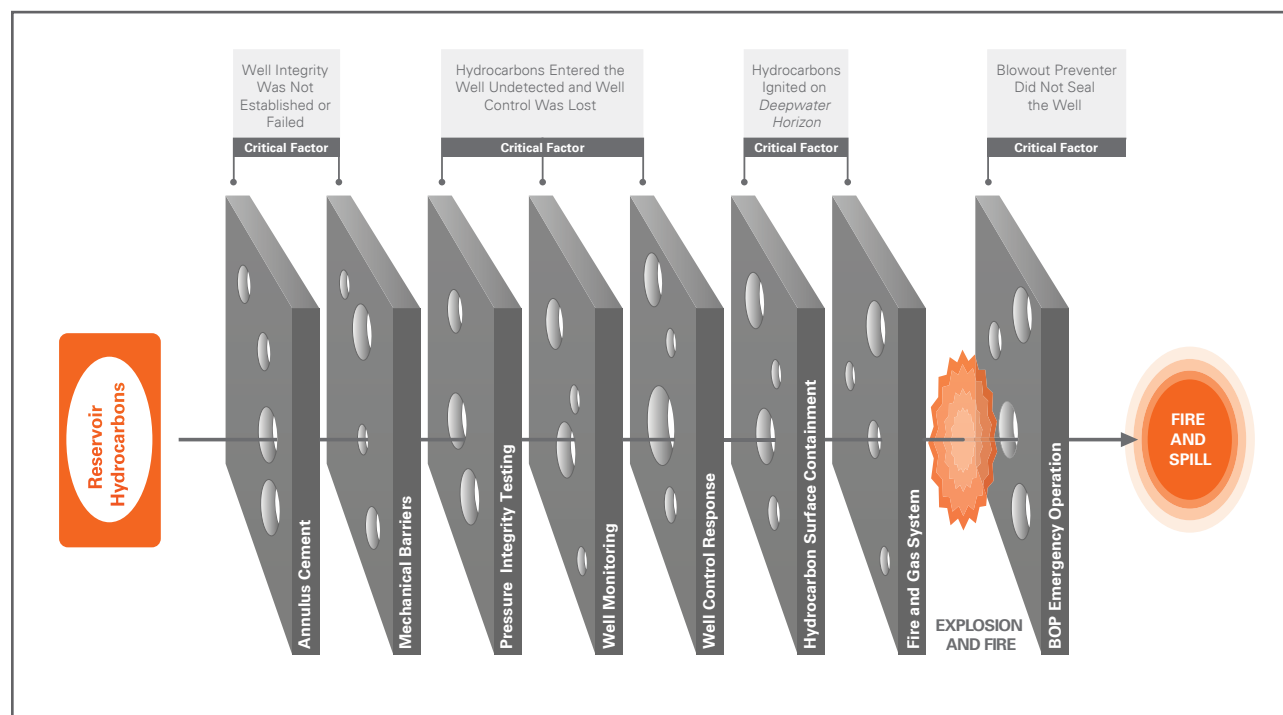 Well Integrity
Was Not
Established or
Failed
Critical Factor
Hydrocarbons Entered the
Well Undetected and Well
Control Was Lost
Critical Factor
Hydrocarbons
Ignited on
Deepwater
Horizon
Critical Factor
Blowout Preventer
Did Not Seal
the Well
Critical Factor
Reservoir
Hydrocarbons
Annulus Cement
Mechanical Barriers
Pressure Integrity Testing
Well Monitoring
Well Control Response
Hydrocarbon Surface Containment
Fire and Gas System
EXPLOSION
AND FIRE
BOP Emergency Operation
FIRE
AND
SPILL